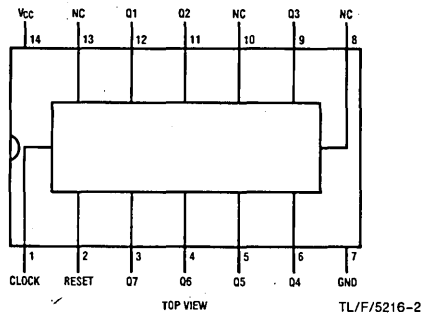 VCC NC Q1 Q2 NC Q3 NC
14 13 12 11 10 9 8
1 2 3 4 5 6 7
CLOCK RESET Q7 Q6 Q5 Q4 GND
TOP VIEW
TL/F/5216-2